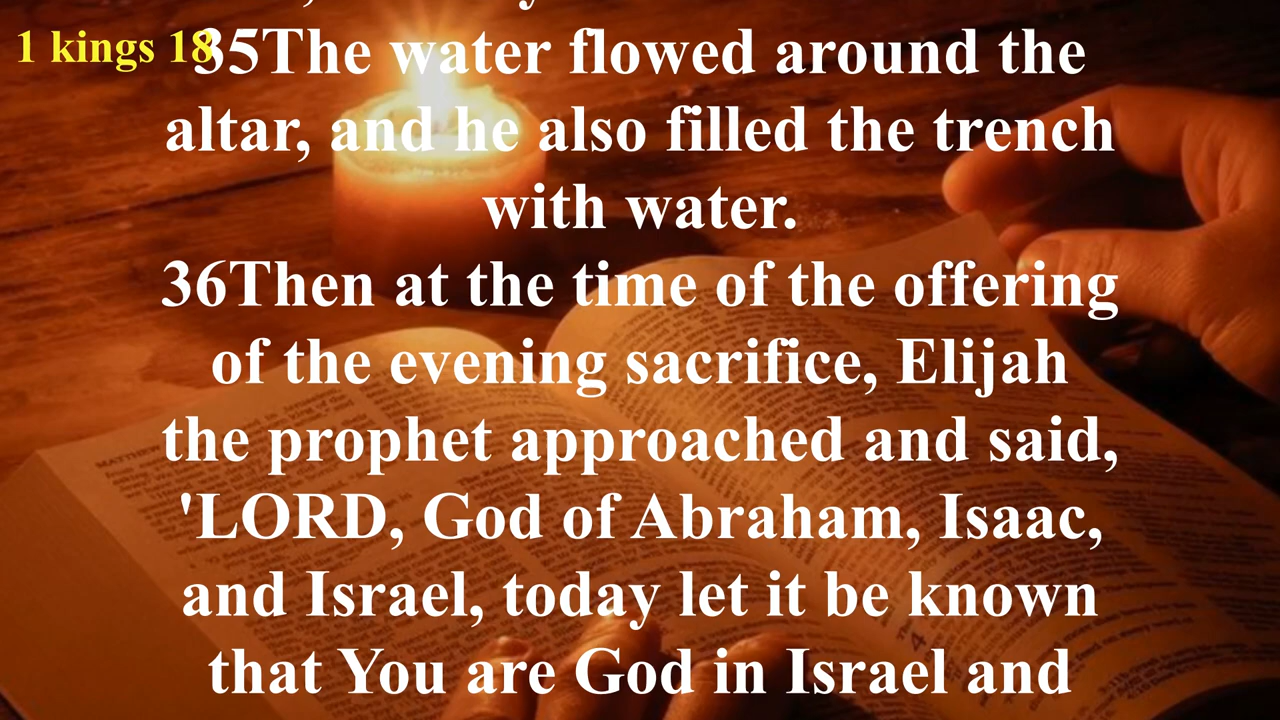 1 kings 18
35The water flowed around the
altar, and he also filled the trench
with water.
36Then at the time of the offering
of the evening sacrifice, Elijah
the prophet approached and said,
'LORD, God of Abraham, Isaac,
and Israel, today let it be known
that You are God in Israel and